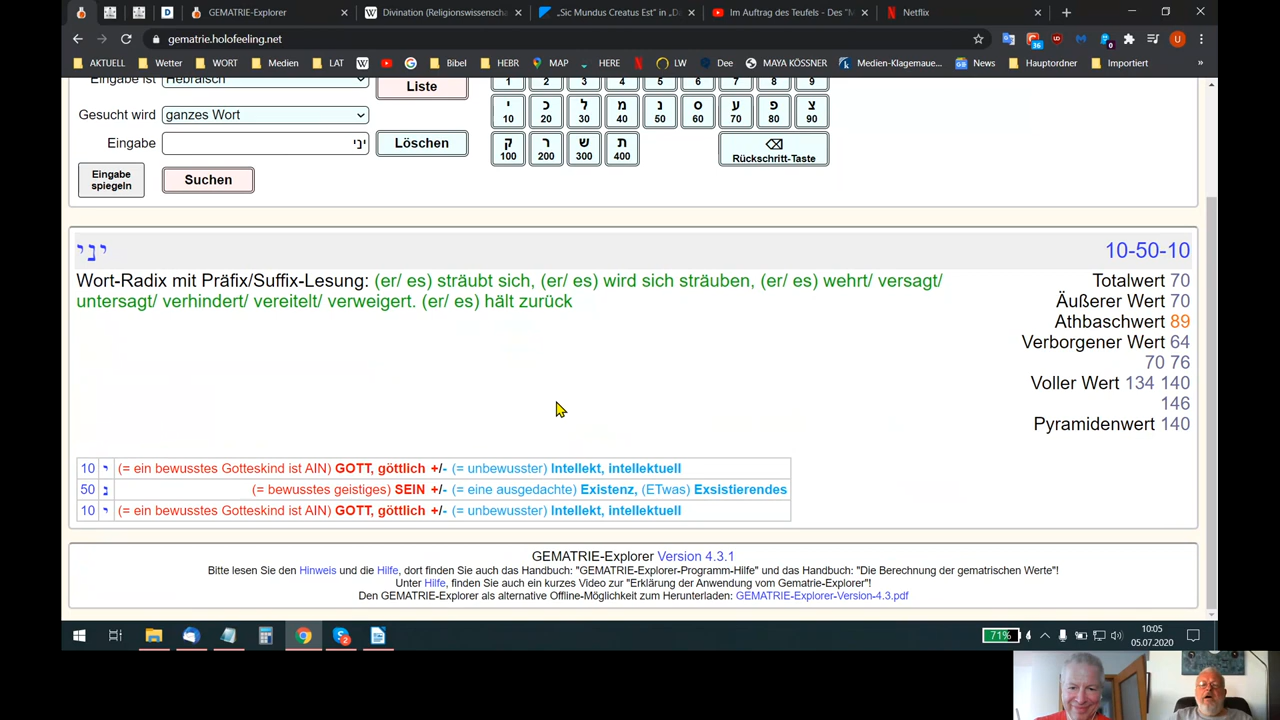 GEMATRIE-Explorer
Divination (Religionswissenscha
„Sic Mundus Creatus Est" in „Da
Im Auftrag des Teufels - Des "M
Netflix
gematrie.holofeeling.net
AKTUELL
Wetter
WORT
Medien
LAT
Bibel
HEBR
MAP
HERE
LW
Dee
MAYA KÖSSNER
Medien-Klagemaue...
News
Hauptordner
Importiert
»
Eingabe ist Hebräisch
Liste
1 2 3 4 5 6 7 8 9
Gesucht wird ganzes Wort
י כ ל מ נ ס ע פ צ
10 20 30 40 50 60 70 80 90
Eingabe יני
Löschen
ק ר ש ת
100 200 300 400
Rückschritt-Taste
Eingabe
spiegeln
Suchen
יני 10-50-10
Wort-Radix mit Präfix/Suffix-Lesung: (er/ es) sträubt sich, (er/ es) wird sich sträuben, (er/ es) wehrt/ versagt/
untersagt/ verhindert/ vereitelt/ verweigert. (er/ es) hält zurück
Totalwert 70
Äußerer Wert 70
Athbaschwert 89
Verborgener Wert 64
70 76
Voller Wert 134 140
146
Pyramidenwert 140
10 י (= ein bewusstes Gotteskind ist AIN) GOTT, göttlich +/- (= unbewusster) Intellekt, intellektuell
50 נ (= bewusstes geistiges) SEIN +/- (= eine ausgedachte) Existenz, (ETwas) Exsistierendes
10 י (= ein bewusstes Gotteskind ist AIN) GOTT, göttlich +/- (= unbewusster) Intellekt, intellektuell
GEMATRIE-Explorer Version 4.3.1
Bitte lesen Sie den Hinweis und die Hilfe, dort finden Sie auch das Handbuch: "GEMATRIE-Explorer-Programm-Hilfe" und das Handbuch: "Die Berechnung der gematrischen Werte"!
Unter Hilfe, finden Sie auch ein kurzes Video zur "Erklärung der Anwendung vom Gematrie-Explorer"!
Den GEMATRIE-Explorer als alternative Offline-Möglichkeit zum Herunterladen: GEMATRIE-Explorer-Version-4.3.pdf
71%
10:05
05.07.2020